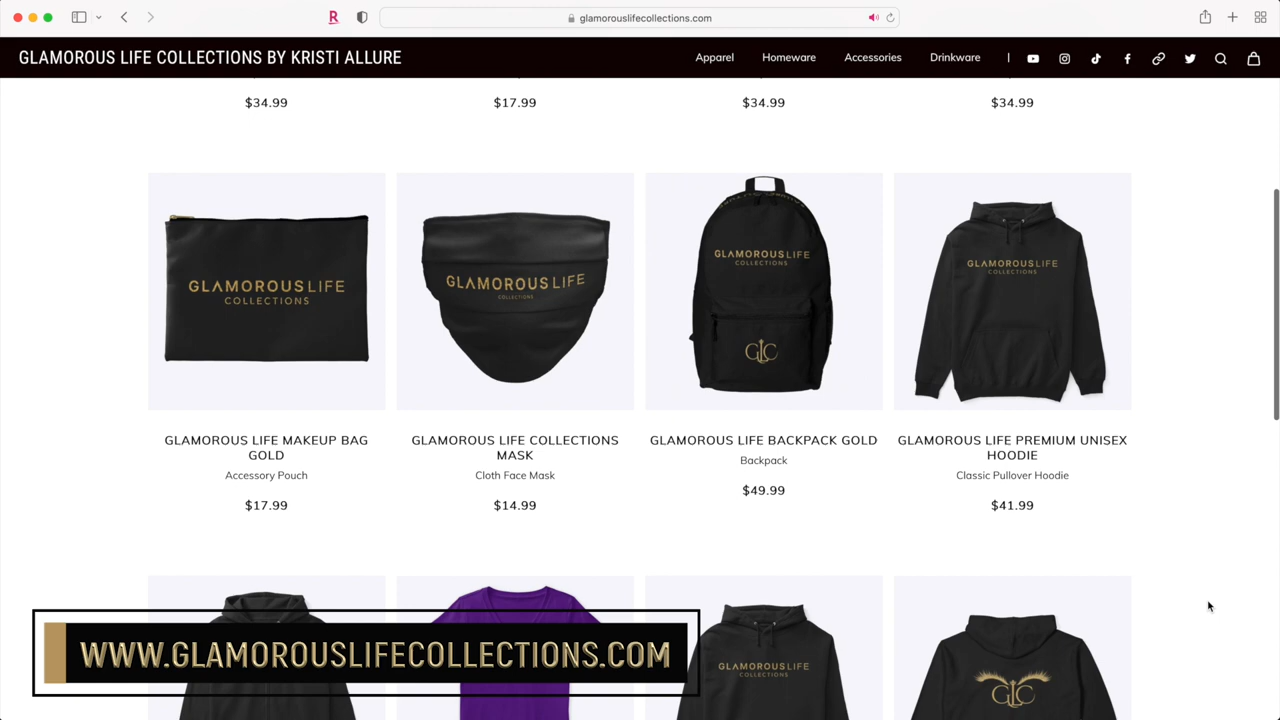 glamorouslifecollections.com
GLAMOROUS LIFE COLLECTIONS BY KRISTI ALLURE
Apparel
Homeware
Accessories
Drinkware
$34.99
$17.99
$34.99
$34.99
GLAMOROUS LIFE
COLLECTIONS
GLAMOROUS LIFE
COLLECTIONS
GLAMOROUS LIFE
COLLECTIONS
GLC
GLAMOROUS LIFE
COLLECTIONS
GLAMOROUS LIFE MAKEUP BAG
GOLD
Accessory Pouch
$17.99
GLAMOROUS LIFE COLLECTIONS
MASK
Cloth Face Mask
$14.99
GLAMOROUS LIFE BACKPACK GOLD
Backpack
$49.99
GLAMOROUS LIFE PREMIUM UNISEX
HOODIE
Classic Pullover Hoodie
$41.99
WWW.GLAMOROUSLIFECOLLECTIONS.COM
GLAMOROUS LIFE
COLLECTIONS
GLC